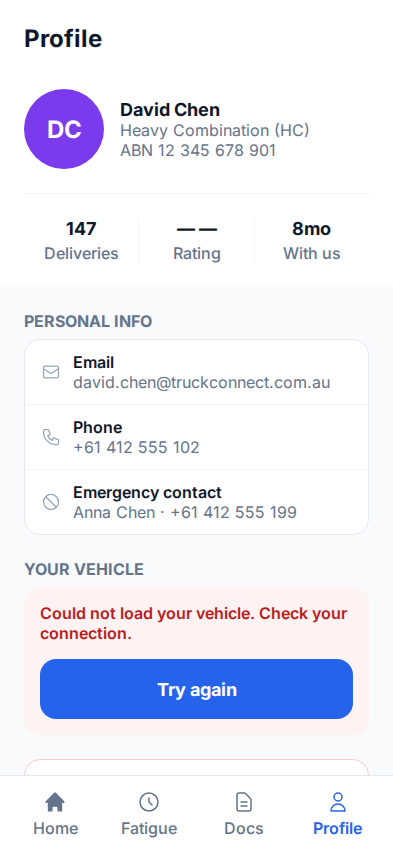 Profile
DC
David Chen
Heavy Combination (HC)
ABN 12 345 678 901
147
— —
8mo
Deliveries
Rating
With us
PERSONAL INFO
Email
david.chen@truckconnect.com.au
Phone
+61 412 555 102
Emergency contact
Anna Chen · +61 412 555 199
YOUR VEHICLE
Could not load your vehicle. Check your
connection.
Try again
Home
Fatigue
Docs
Profile